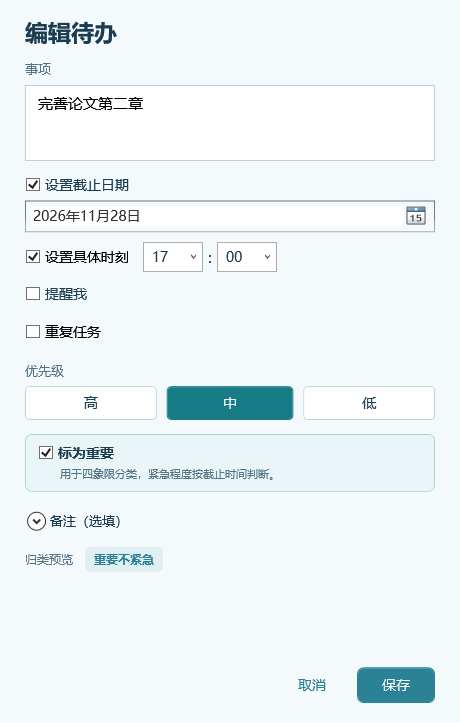 编辑待办
事项
完善论文第二章
设置截止日期
2026年11月28日
15
设置具体时刻 17 : 00
提醒我
重复任务
优先级
高 中 低
标为重要
用于四象限分类，紧急程度按截止时间判断。
备注（选填）
归类预览 重要不紧急
取消 保存